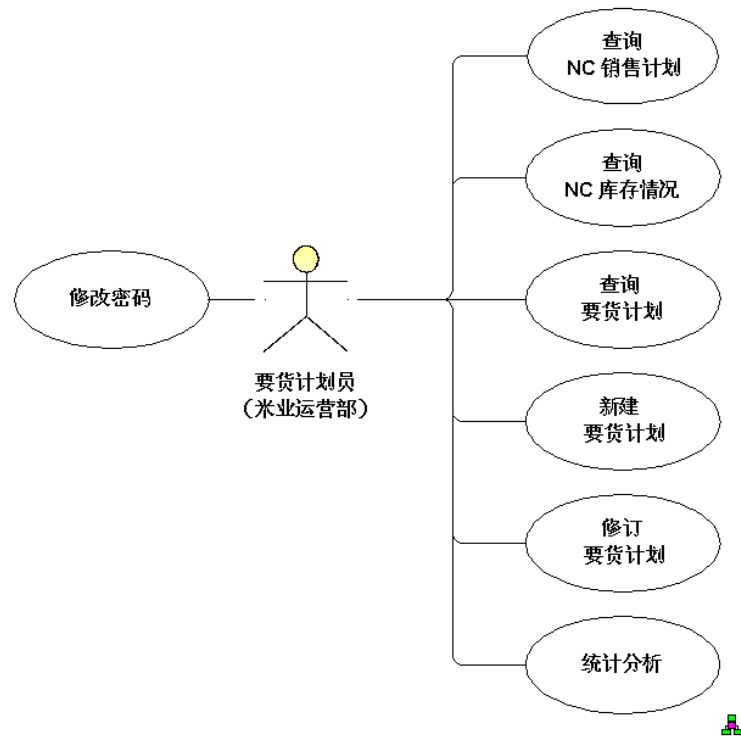 查询
NC 销售计划
查询
NC 库存情况
修改密码
查询
要货计划
要货计划员
（米业运营部）
新建
要货计划
修订
要货计划
统计分析